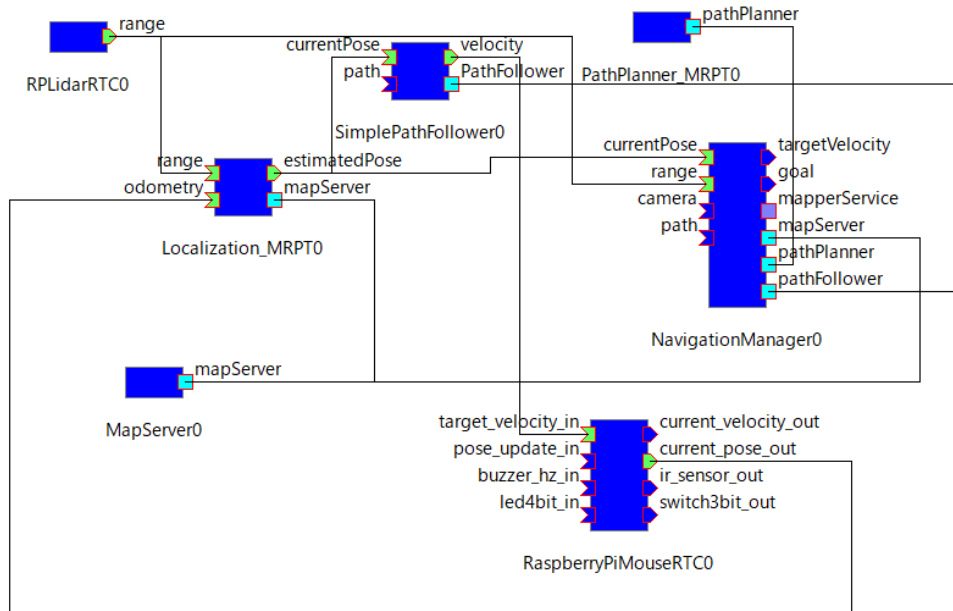 range
RPLidarRTC0
currentPose
velocity
path
PathFollower
SimplePathFollower0
pathPlanner
PathPlanner_MRPT0
range
estimatedPose
odometry
mapServer
Localization_MRPT0
currentPose
targetVelocity
range
goal
camera
mapperService
path
mapServer
pathPlanner
pathFollower
NavigationManager0
mapServer
MapServer0
target_velocity_in
current_velocity_out
pose_update_in
current_pose_out
buzzer_hz_in
ir_sensor_out
led4bit_in
switch3bit_out
RaspberryPiMouseRTC0